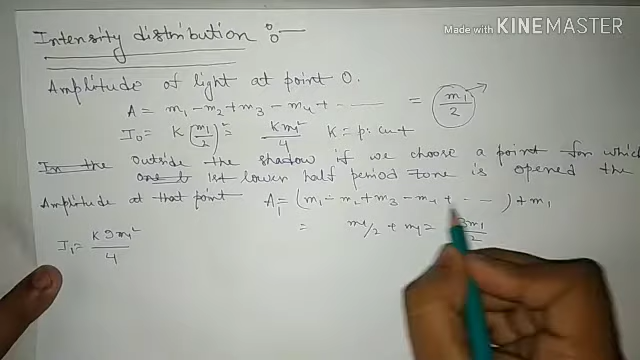 Made with KINEMASTER
Intensity distribution :—
Amplitude of light at point O.
A = m₁ - m₂ + m₃ - m₄ + ------ = m₁/2
I₀ = K [m₁/2]² = Km₁²/4 K = p. cu+
In the outside the shadow if we choose a point for which
one b 1st lower half period zone is opened the
Amplitude at that point A₁ = (m₁ - m₂ + m₃ - m₄ + - - -) + m₁
= m₁/2 + m₁ = 3m₁/2
I₁ = K9m₁²/4